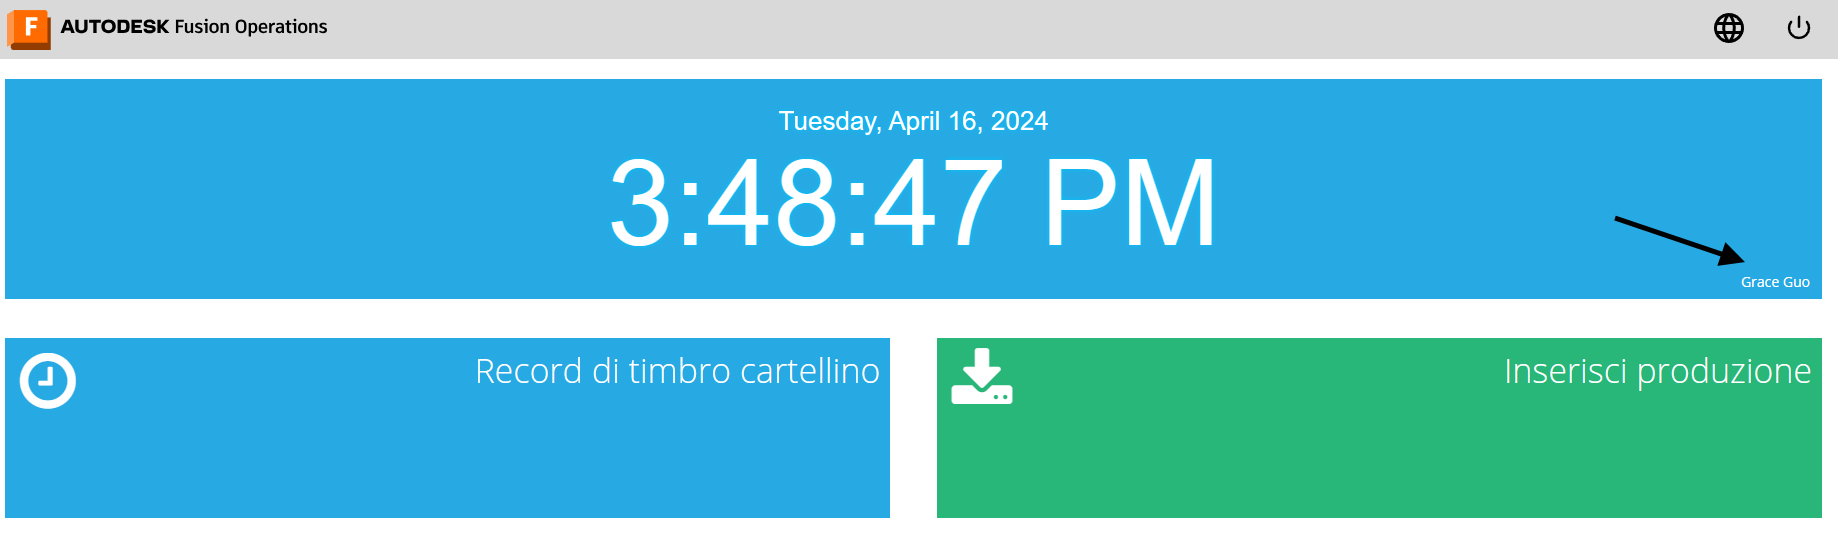 F AUTODESK Fusion Operations
Tuesday, April 16, 2024
3:48:47 PM
Grace Guo
Record di timbro cartellino
Inserisci produzione